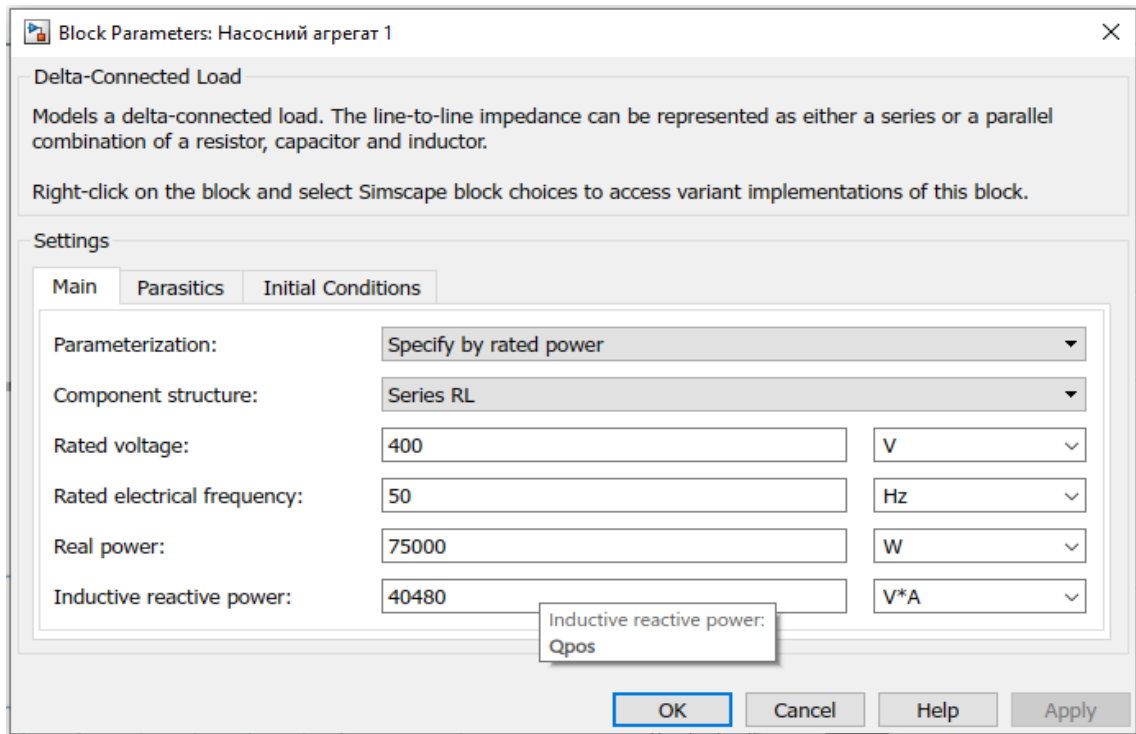 Block Parameters: Насосний агрегат 1
Delta-Connected Load
Models a delta-connected load. The line-to-line impedance can be represented as either a series or a parallel
combination of a resistor, capacitor and inductor.
Right-click on the block and select Simscape block choices to access variant implementations of this block.
Settings
Main Parasitics Initial Conditions
Parameterization: Specify by rated power
Component structure: Series RL
Rated voltage: 400 V
Rated electrical frequency: 50 Hz
Real power: 75000 W
Inductive reactive power: 40480 V*A
Inductive reactive power:
Qpos
OK Cancel Help Apply